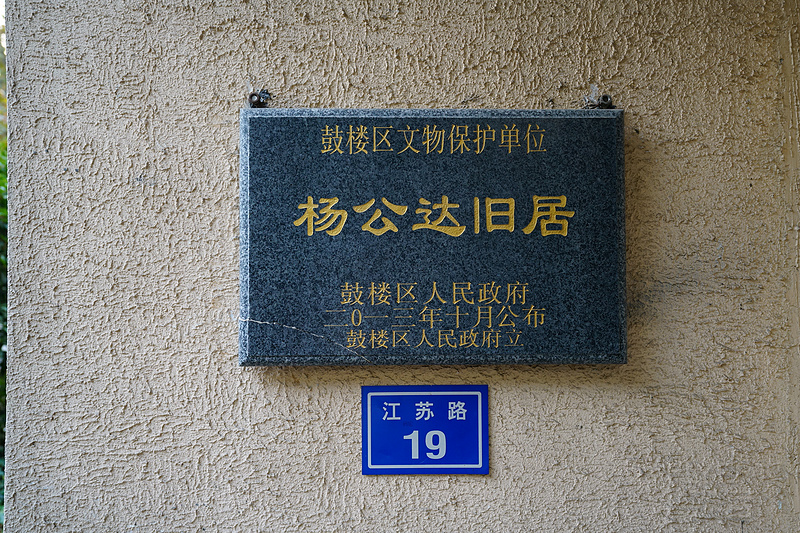 鼓楼区文物保护单位
杨公达旧居
鼓楼区人民政府
二0一三年十月公布
鼓楼区人民政府立
江苏路
19